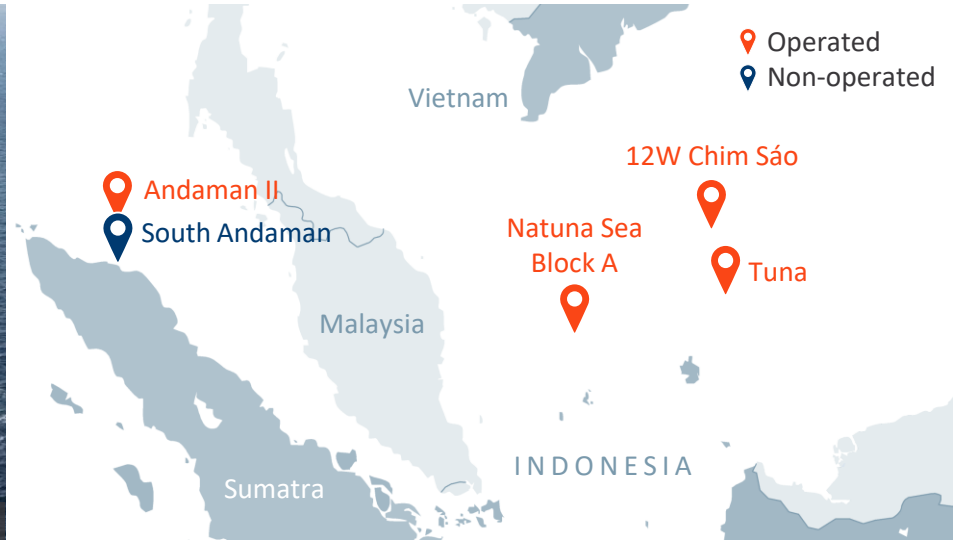 Operated
Non-operated
Vietnam
12W Chim Sáo
Andaman II
South Andaman
Natuna Sea
Block A
Tuna
Malaysia
INDONESIA
Sumatra